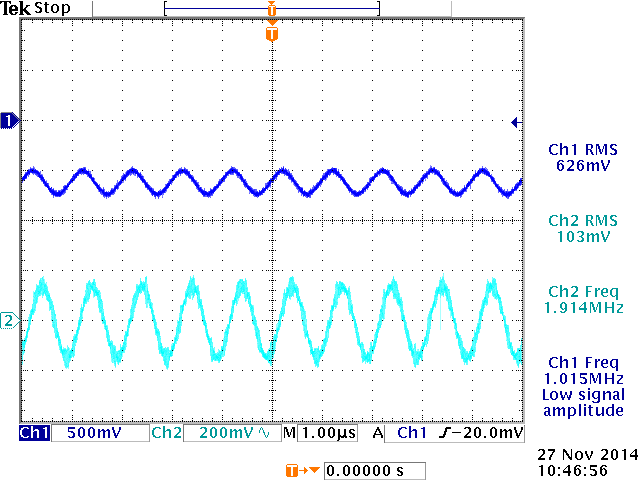 Tek Stop
T
T
1
Ch1 RMS
626mV
Ch2 RMS
103mV
Ch2 Freq
1.914MHz
2
Ch1 Freq
1.015MHz
Low signal
amplitude
Ch1 500mV Ch2 200mV∿ M 1.00µs A Ch1 ƒ −20.0mV
27 Nov 2014
10:46:56
T→▼ 0.00000 s